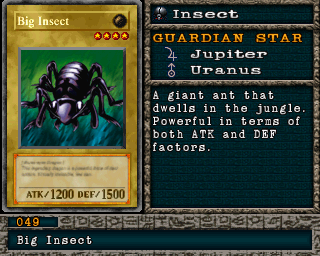 Big Insect
ATK/1200 DEF/1500
Insect
GUARDIAN STAR
Jupiter
Uranus
A giant ant that
dwells in the jungle.
Powerful in terms of
both ATK and DEF
factors.
049
Big Insect